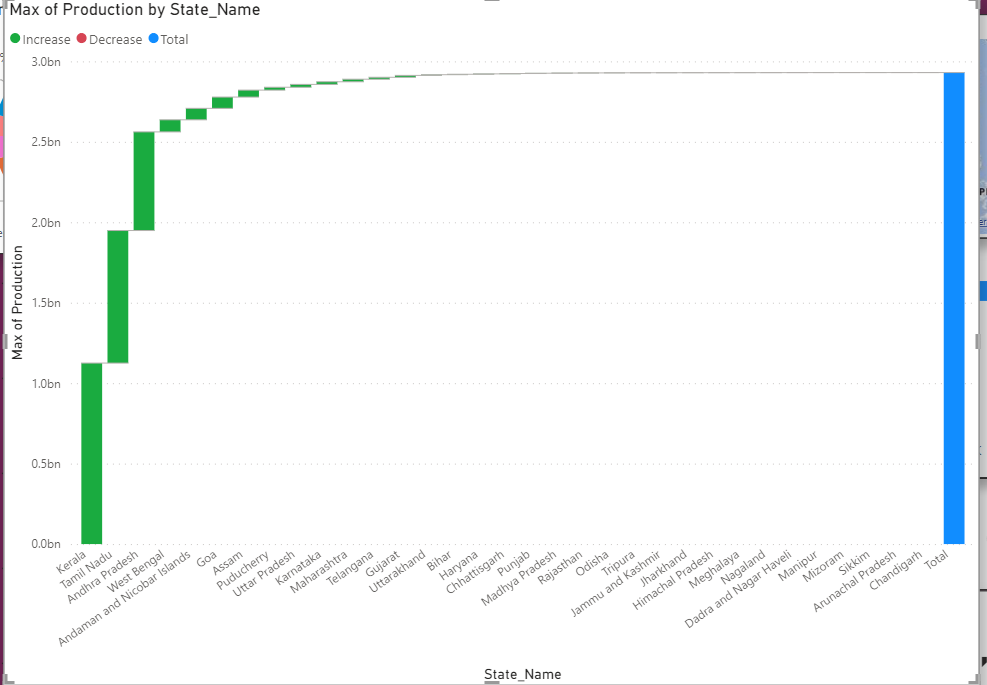 Max of Production by State_Name
Increase Decrease Total
3.0bn
2.5bn
2.0bn
1.5bn
1.0bn
0.5bn
0.0bn
Max of Production
Kerala
Tamil Nadu
Andhra Pradesh
West Bengal
Andaman and Nicobar Islands
Goa
Assam
Puducherry
Uttar Pradesh
Karnataka
Maharashtra
Telangana
Gujarat
Uttarakhand
Bihar
Haryana
Chhattisgarh
Punjab
Madhya Pradesh
Rajasthan
Odisha
Tripura
Jammu and Kashmir
Jharkhand
Himachal Pradesh
Meghalaya
Nagaland
Dadra and Nagar Haveli
Manipur
Mizoram
Sikkim
Arunachal Pradesh
Chandigarh
Total
State_Name